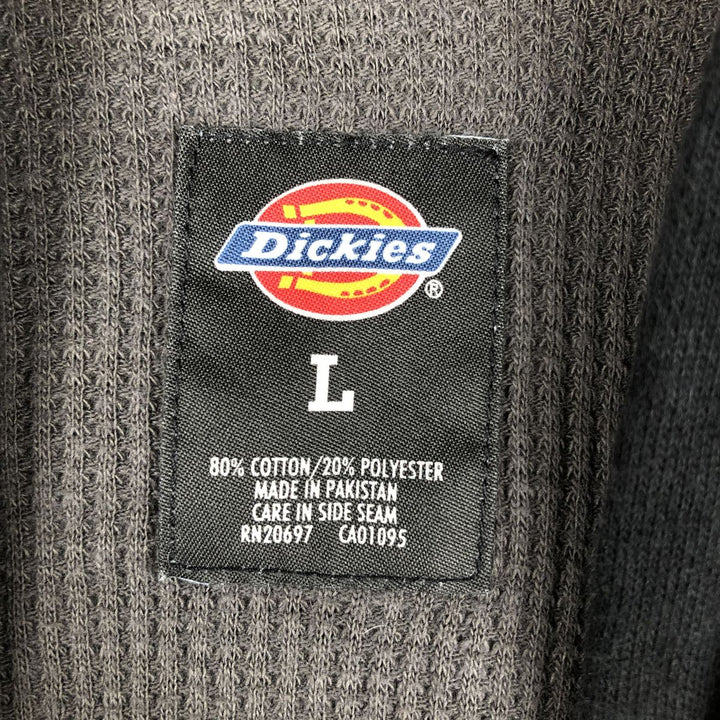 Dickies®
L
80% COTTON/20% POLYESTER
MADE IN PAKISTAN
CARE IN SIDE SEAM
RN20697 CA01095